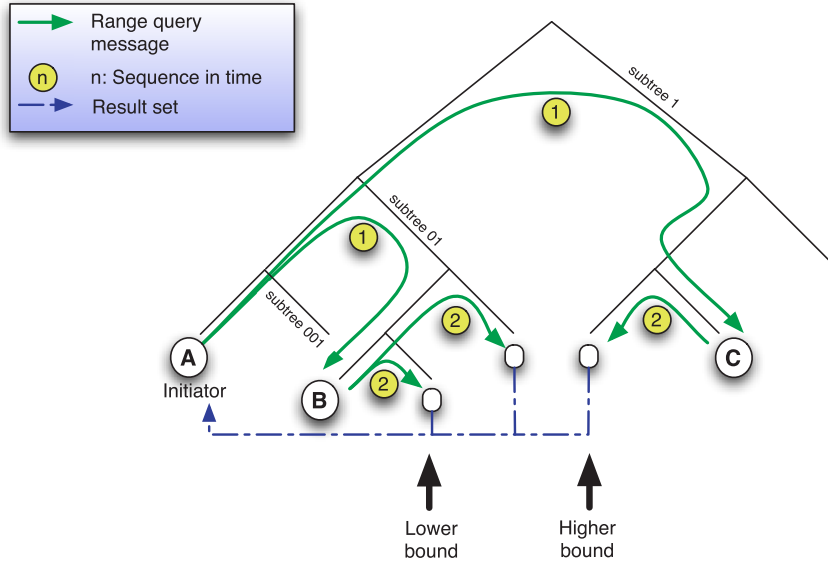 Range query
message
n
n: Sequence in time
Result set
subtree 1
1
subtree 01
1
subtree 001
2
2
2
A
Initiator
B
C
Lower
bound
Higher
bound